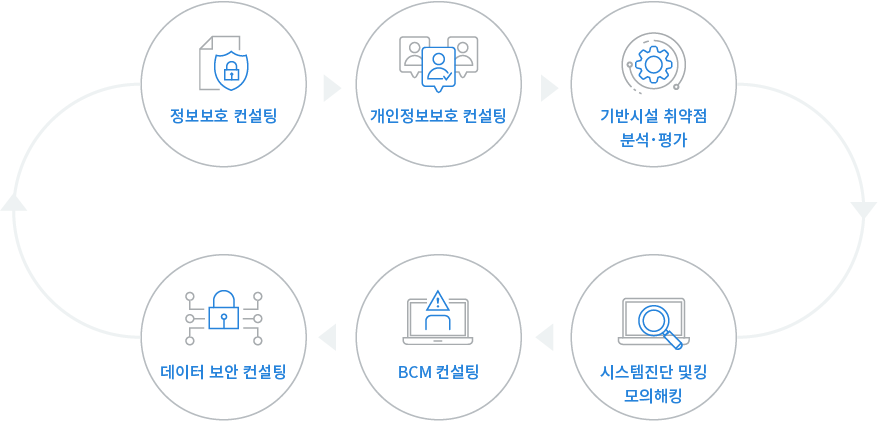 정보보호 컨설팅
개인정보보호 컨설팅
기반시설 취약점
분석·평가
데이터 보안 컨설팅
BCM 컨설팅
시스템진단 및킹
모의해킹